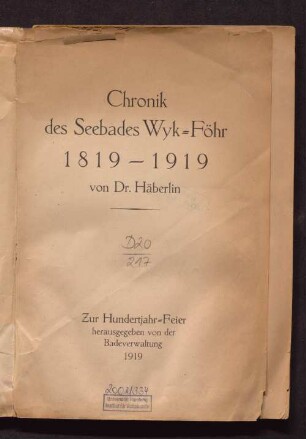 Chronik
des Seebades Wyk=Föhr
1819 – 1919
von Dr. Häberlin
D20
217
Zur Hundertjahr=Feier
herausgegeben von der
Badeverwaltung
1919